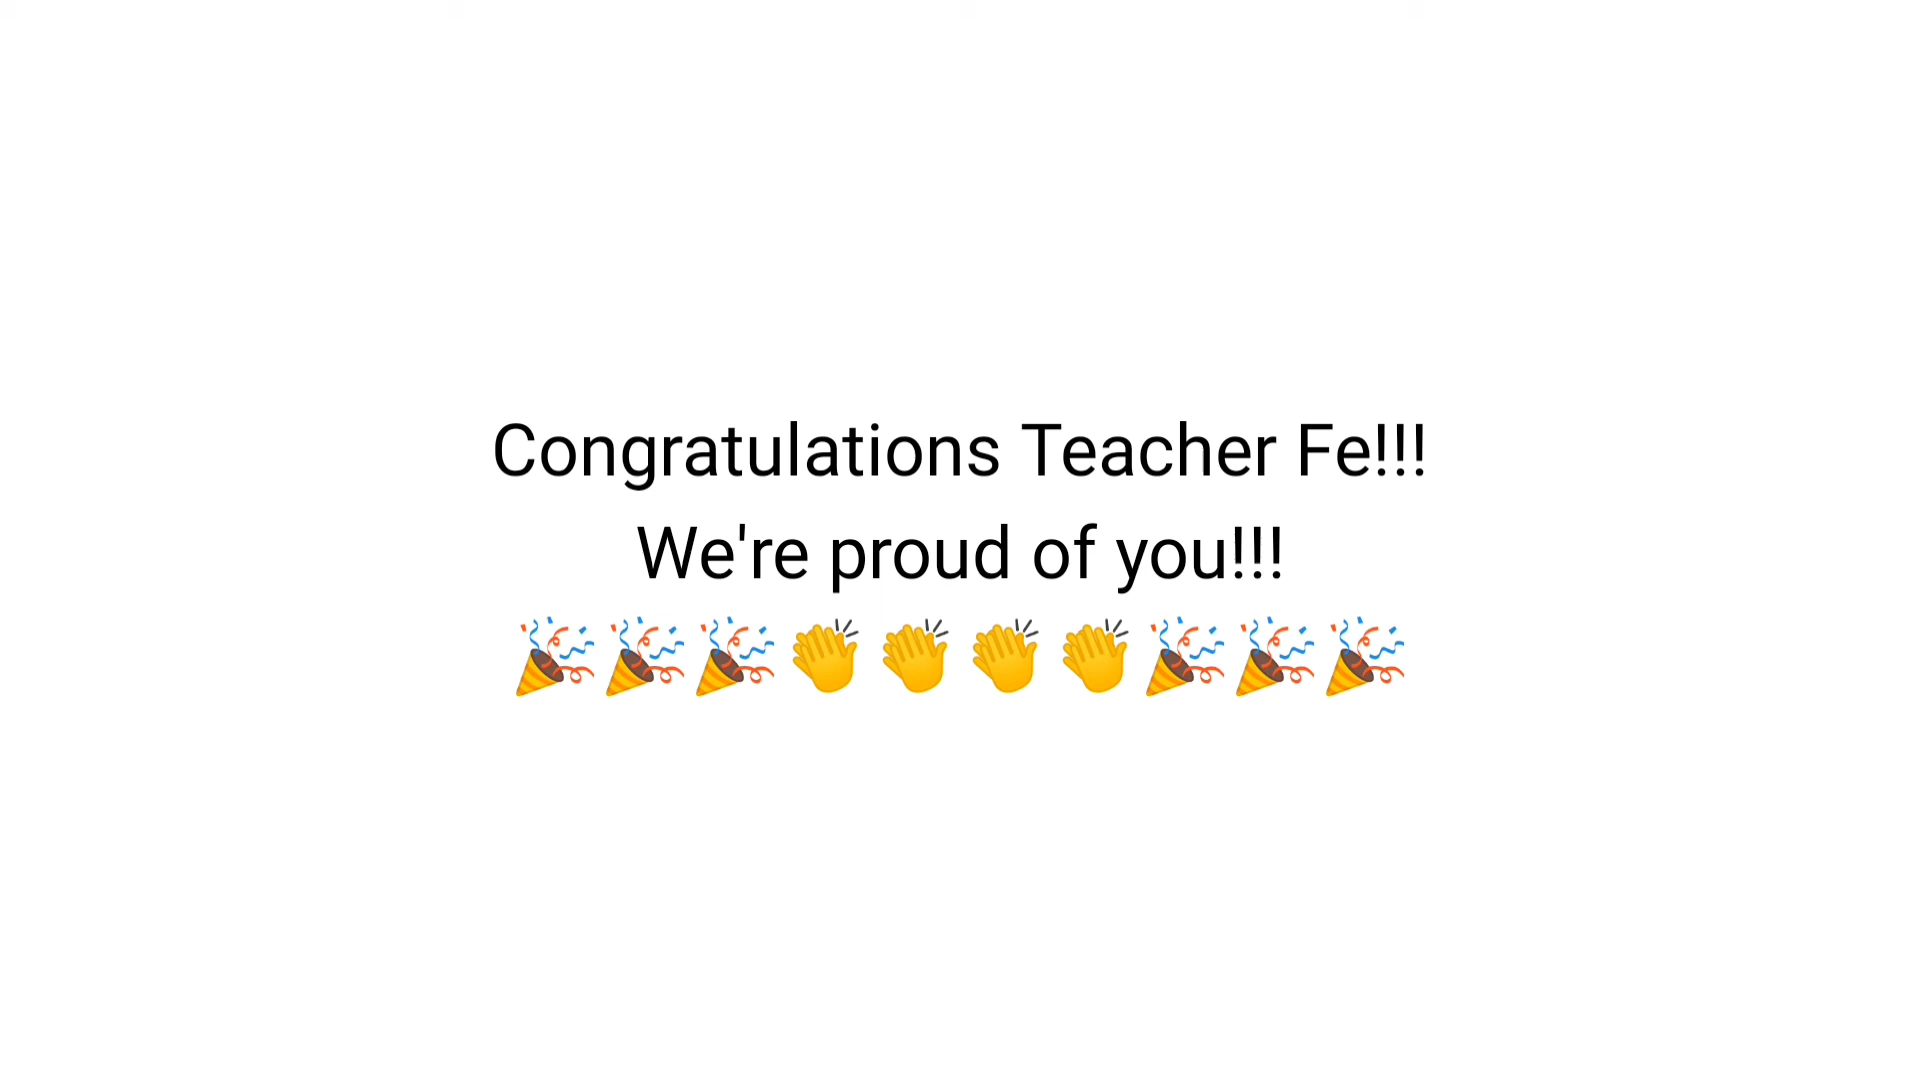 Congratulations Teacher Fe!!!
We're proud of you!!!
🎉🎉🎉👏👏👏👏🎉🎉🎉